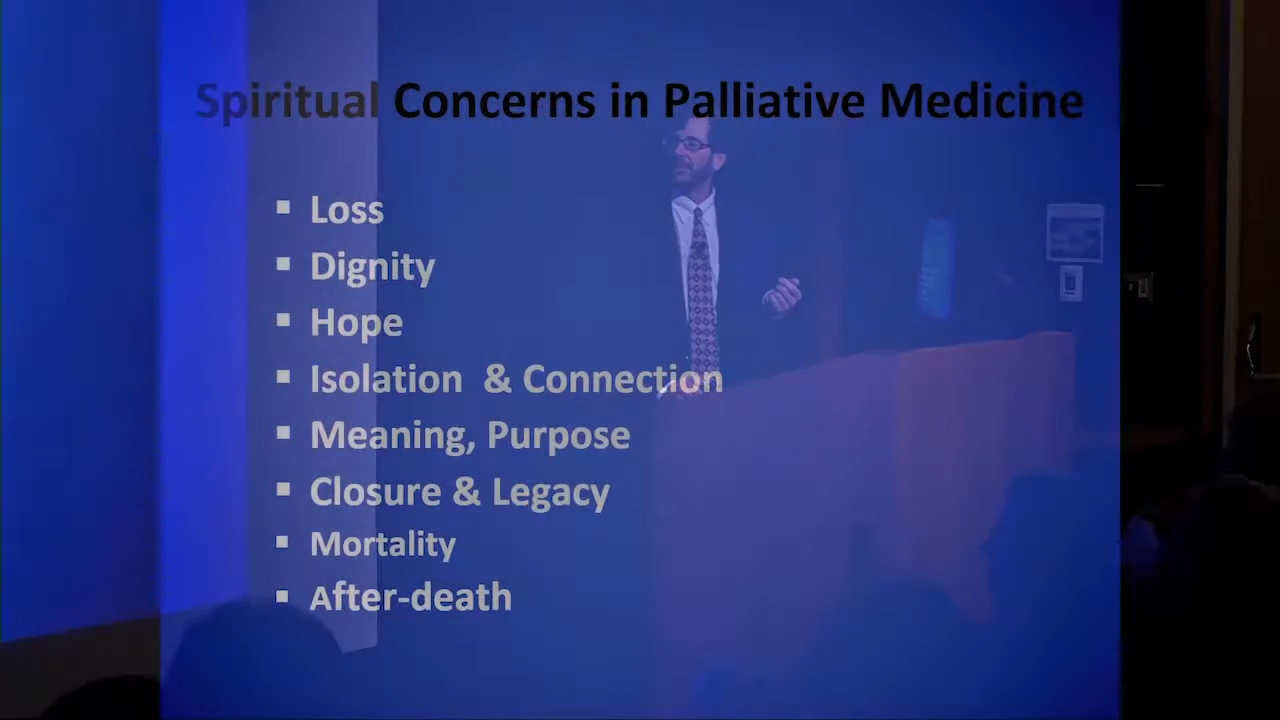 Spiritual Concerns in Palliative Medicine
▪ Loss
▪ Dignity
▪ Hope
▪ Isolation & Connection
▪ Meaning, Purpose
▪ Closure & Legacy
▪ Mortality
▪ After-death